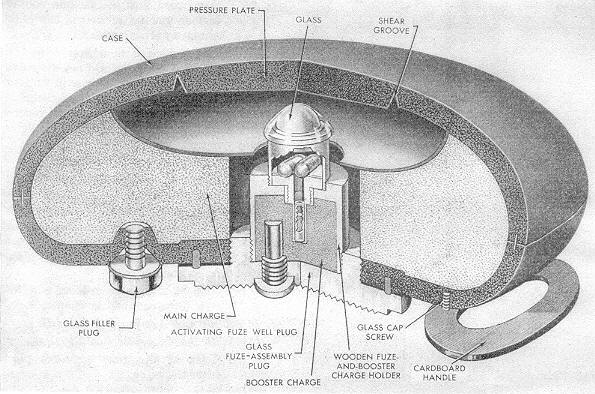 PRESSURE PLATE
GLASS
SHEAR
GROOVE
CASE
GLASS FILLER
PLUG
MAIN CHARGE
ACTIVATING FUZE WELL PLUG
GLASS
FUZE-ASSEMBLY
PLUG
BOOSTER CHARGE
WOODEN FUZE-
AND-BOOSTER
CHARGE HOLDER
GLASS CAP
SCREW
CARDBOARD
HANDLE